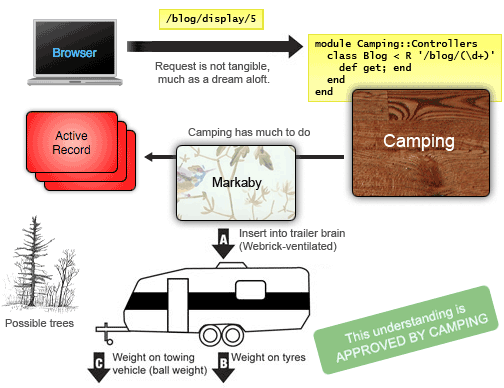 /blog/display/5
Browser
Request is not tangible,
much as a dream aloft.
module Camping::Controllers
class Blog < R '/blog/(\d+)'
def get; end
end
end
Active
Record
Camping has much to do
Markaby
Camping
A
Insert into trailer brain
(Webrick-ventilated)
Possible trees
C
Weight on towing
vehicle (ball weight)
B
Weight on tyres
This understanding is
APPROVED BY CAMPING